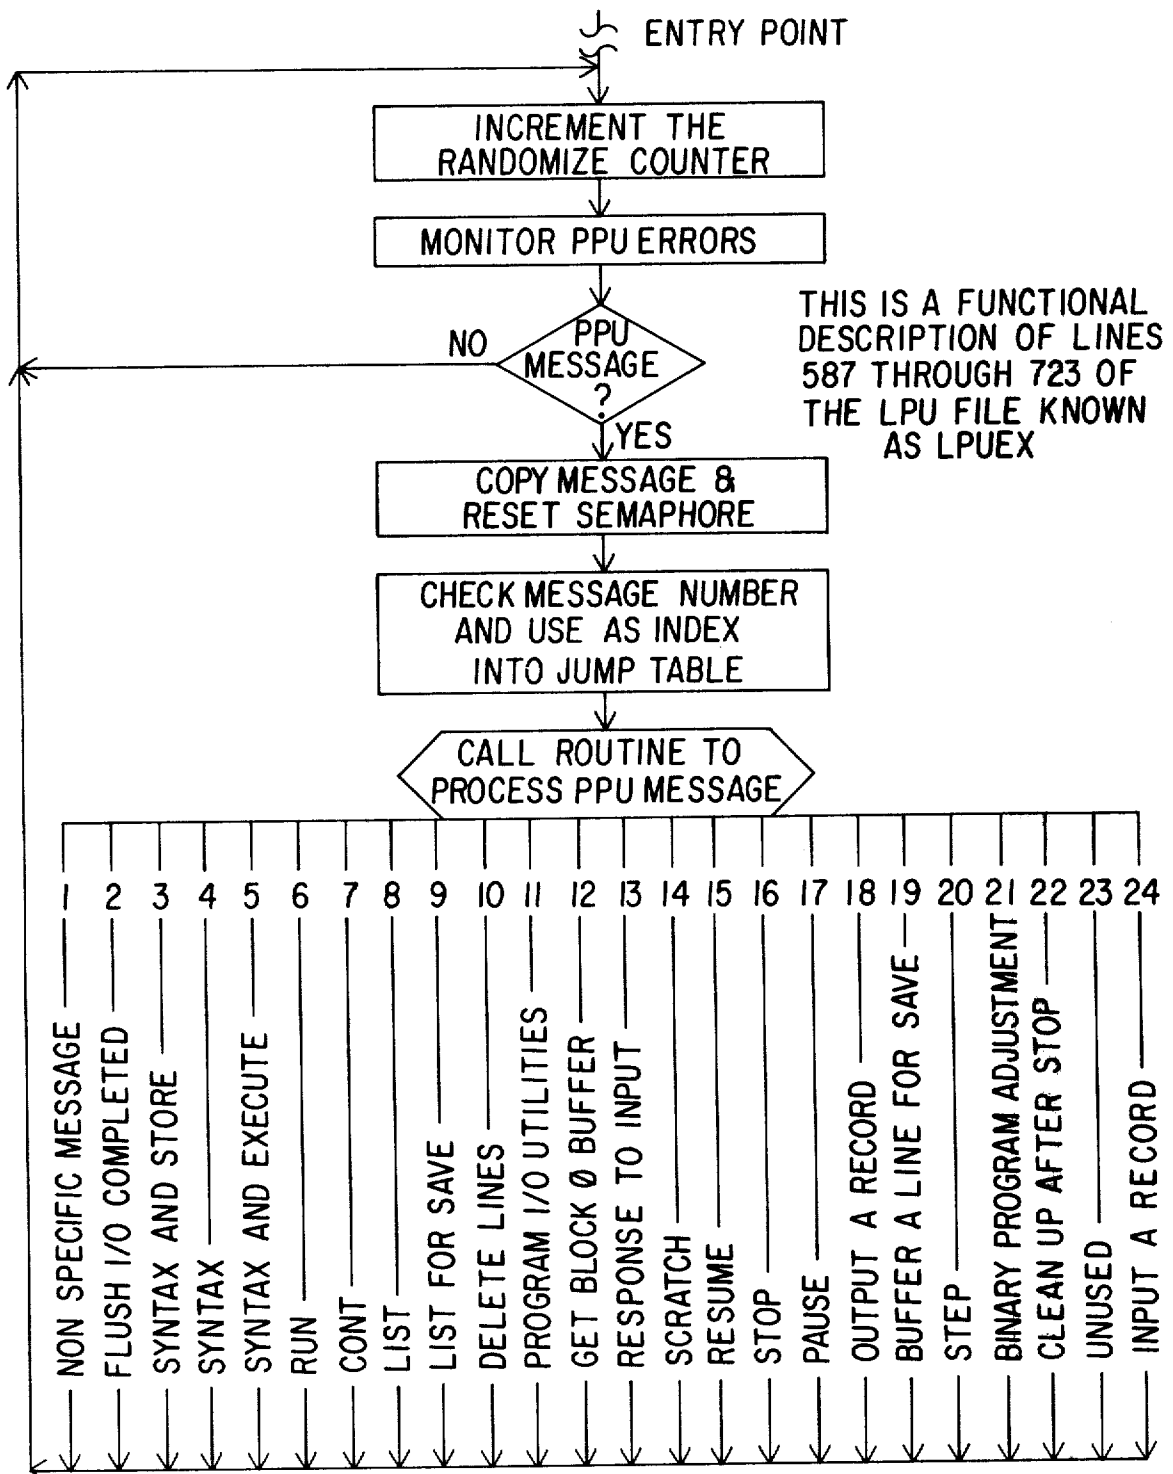 ENTRY POINT
INCREMENT THE
RANDOMIZE COUNTER
MONITOR PPU ERRORS
PPU
MESSAGE
?
NO
YES
THIS IS A FUNCTIONAL
DESCRIPTION OF LINES
587 THROUGH 723 OF
THE LPU FILE KNOWN
AS LPUEX
COPY MESSAGE &
RESET SEMAPHORE
CHECK MESSAGE NUMBER
AND USE AS INDEX
INTO JUMP TABLE
CALL ROUTINE TO
PROCESS PPU MESSAGE
1 2 3 4 5 6 7 8 9 10 11 12 13 14 15 16 17 18 19 20 21 22 23 24
NON SPECIFIC MESSAGE
FLUSH I/O COMPLETED
SYNTAX AND STORE
SYNTAX
SYNTAX AND EXECUTE
RUN
CONT
LIST
LIST FOR SAVE
DELETE LINES
PROGRAM I/O UTILITIES
GET BLOCK Ø BUFFER
RESPONSE TO INPUT
SCRATCH
RESUME
STOP
PAUSE
OUTPUT A RECORD
BUFFER A LINE FOR SAVE
STEP
BINARY PROGRAM ADJUSTMENT
CLEAN UP AFTER STOP
UNUSED
INPUT A RECORD